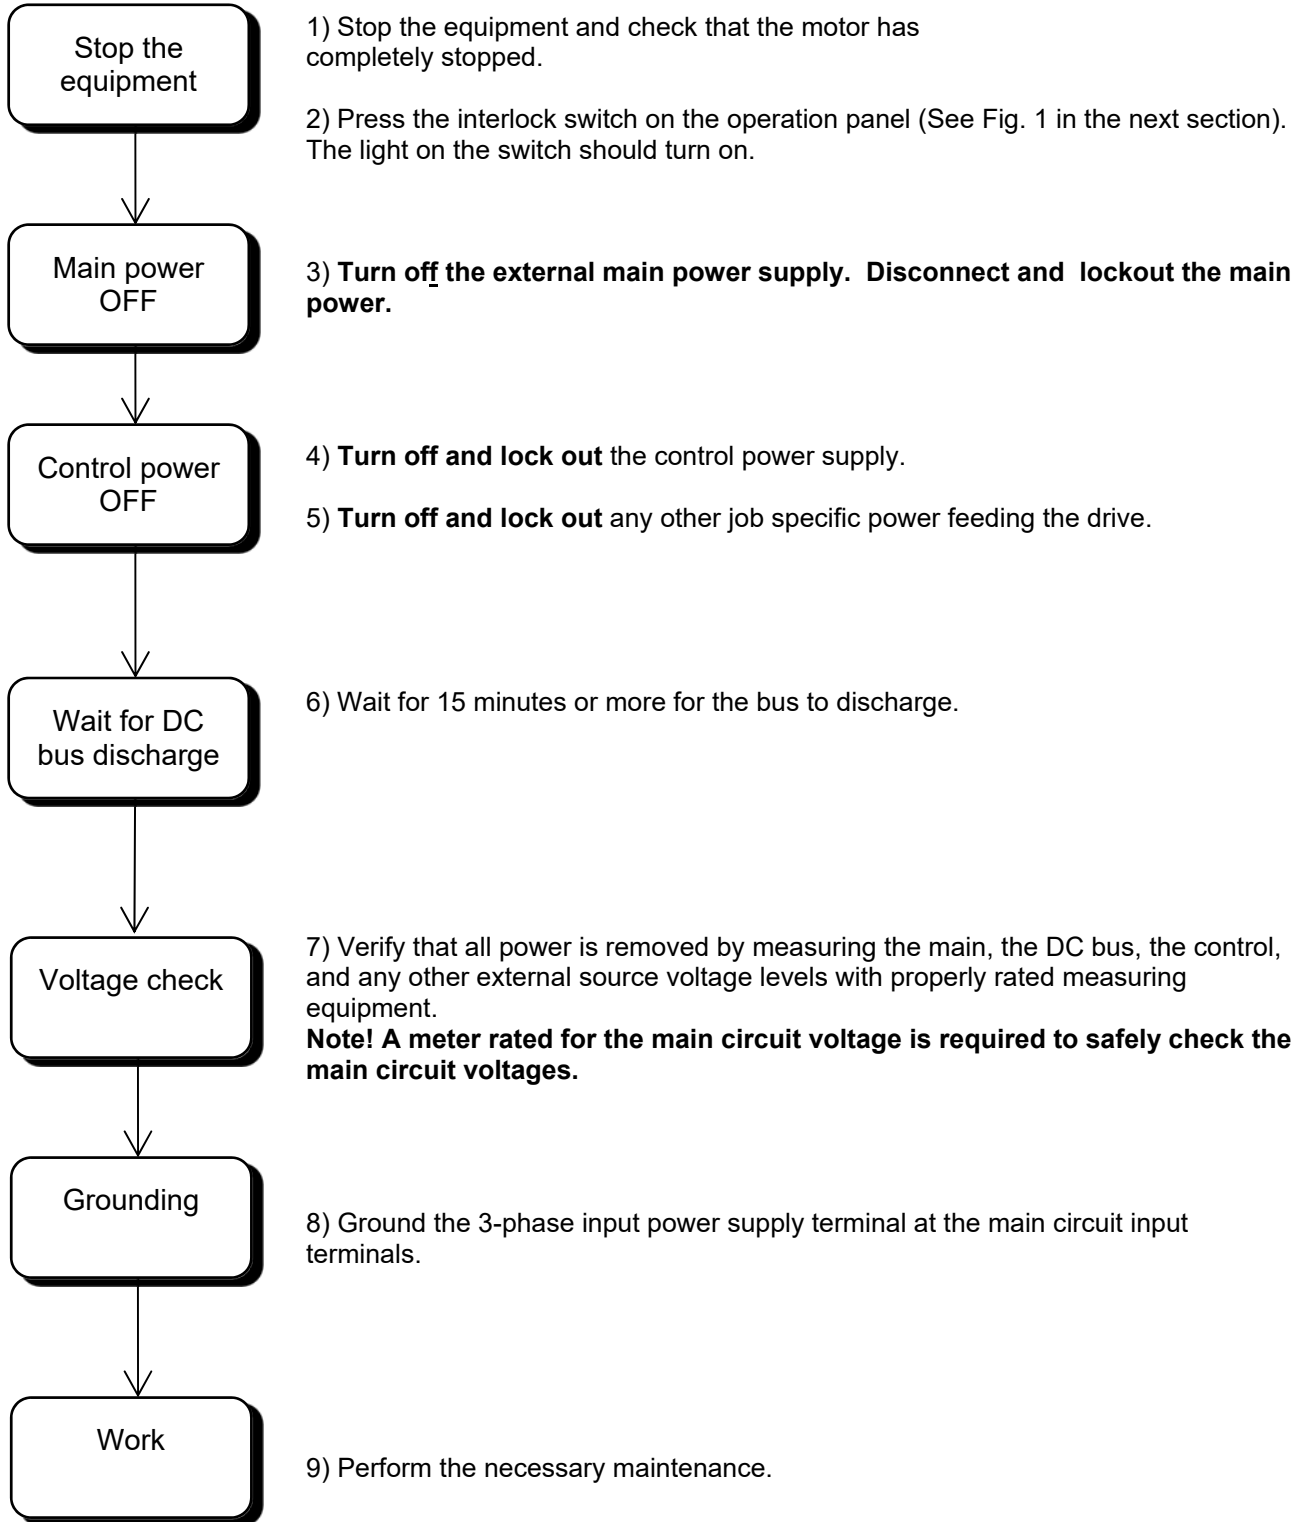 Stop the
equipment
1) Stop the equipment and check that the motor has
completely stopped.
2) Press the interlock switch on the operation panel (See Fig. 1 in the next section).
The light on the switch should turn on.
Main power
OFF
3) Turn off the external main power supply.  Disconnect and  lockout the main
power.
Control power
OFF
4) Turn off and lock out the control power supply.
5) Turn off and lock out any other job specific power feeding the drive.
Wait for DC
bus discharge
6) Wait for 15 minutes or more for the bus to discharge.
Voltage check
7) Verify that all power is removed by measuring the main, the DC bus, the control,
and any other external source voltage levels with properly rated measuring
equipment.
Note! A meter rated for the main circuit voltage is required to safely check the
main circuit voltages.
Grounding
8) Ground the 3-phase input power supply terminal at the main circuit input
terminals.
Work
9) Perform the necessary maintenance.